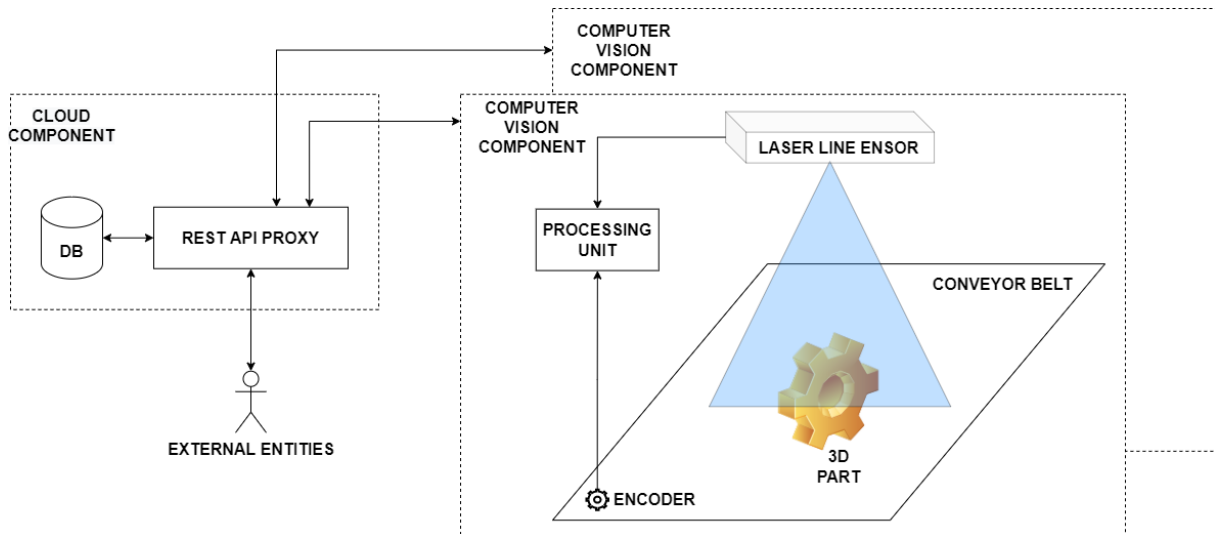 COMPUTER
VISION
COMPONENT
CLOUD
COMPONENT
COMPUTER
VISION
COMPONENT
LASER LINE ENSOR
DB
REST API PROXY
PROCESSING
UNIT
CONVEYOR BELT
EXTERNAL ENTITIES
3D
PART
ENCODER